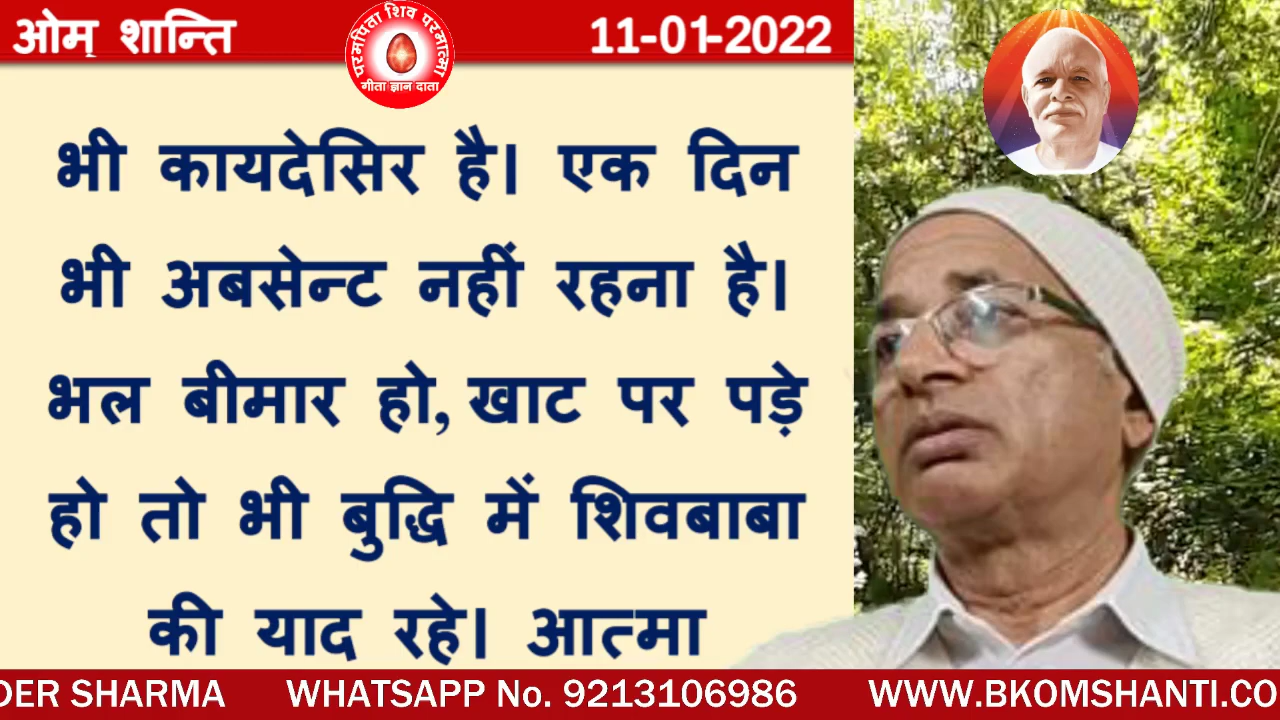 ओम् शान्ति
11-01-2022
परमपिता शिव परमात्मा
गीता ज्ञान दाता
भी कायदेसिर है। एक दिन
भी अबसेन्ट नहीं रहना है।
भल बीमार हो, खाट पर पड़े
हो तो भी बुद्धि में शिवबाबा
की याद रहे। आत्मा
DER SHARMA WHATSAPP No. 9213106986 WWW.BKOMSHANTI.CO